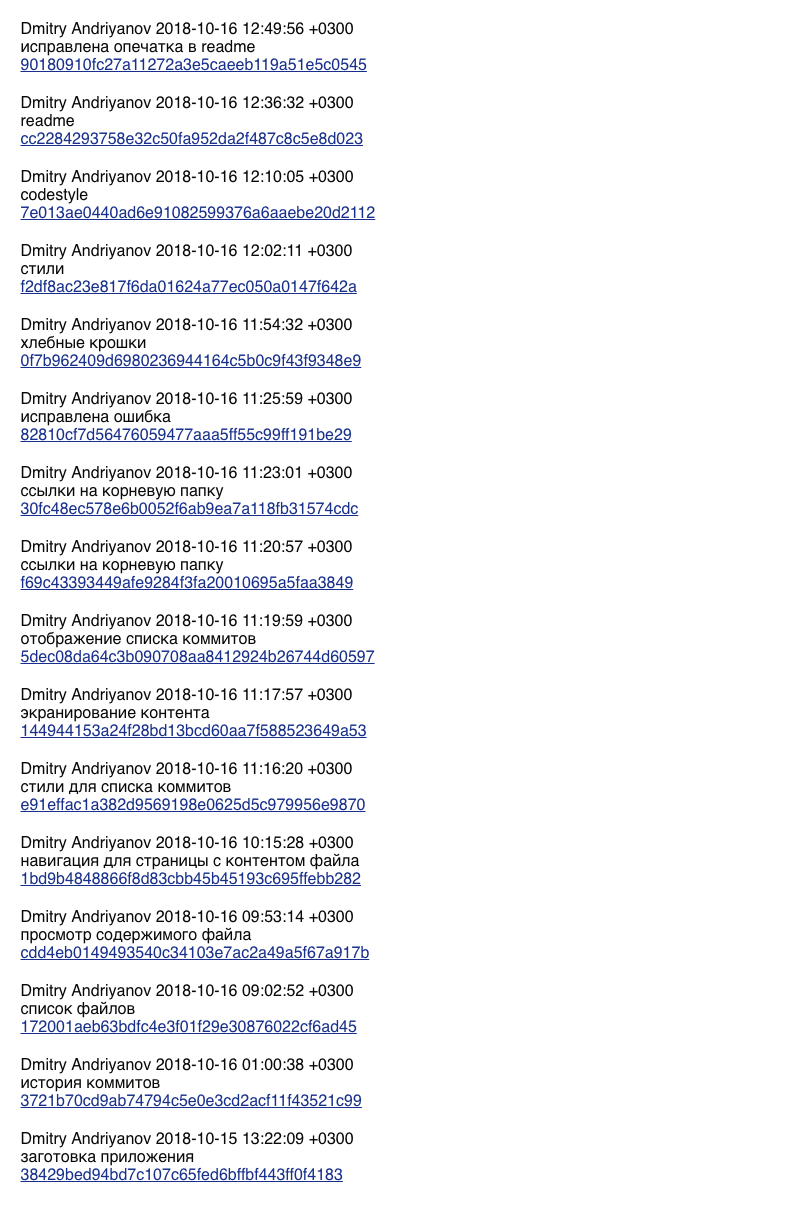 Dmitry Andriyanov 2018-10-16 12:49:56 +0300
исправлена опечатка в readme
90180910fc27a11272a3e5caeeb119a51e5c0545
Dmitry Andriyanov 2018-10-16 12:36:32 +0300
readme
cc2284293758e32c50fa952da2f487c8c5e8d023
Dmitry Andriyanov 2018-10-16 12:10:05 +0300
codestyle
7e013ae0440ad6e91082599376a6aaebe20d2112
Dmitry Andriyanov 2018-10-16 12:02:11 +0300
стили
f2df8ac23e817f6da01624a77ec050a0147f642a
Dmitry Andriyanov 2018-10-16 11:54:32 +0300
хлебные крошки
0f7b962409d6980236944164c5b0c9f43f9348e9
Dmitry Andriyanov 2018-10-16 11:25:59 +0300
исправлена ошибка
82810cf7d56476059477aaa5ff55c99ff191be29
Dmitry Andriyanov 2018-10-16 11:23:01 +0300
ссылки на корневую папку
30fc48ec578e6b0052f6ab9ea7a118fb31574cdc
Dmitry Andriyanov 2018-10-16 11:20:57 +0300
ссылки на корневую папку
f69c43393449afe9284f3fa20010695a5faa3849
Dmitry Andriyanov 2018-10-16 11:19:59 +0300
отображение списка коммитов
5dec08da64c3b090708aa8412924b26744d60597
Dmitry Andriyanov 2018-10-16 11:17:57 +0300
экранирование контента
144944153a24f28bd13bcd60aa7f588523649a53
Dmitry Andriyanov 2018-10-16 11:16:20 +0300
стили для списка коммитов
e91effac1a382d9569198e0625d5c979956e9870
Dmitry Andriyanov 2018-10-16 10:15:28 +0300
навигация для страницы с контентом файла
1bd9b4848866f8d83cbb45b45193c695ffebb282
Dmitry Andriyanov 2018-10-16 09:53:14 +0300
просмотр содержимого файла
cdd4eb0149493540c34103e7ac2a49a5f67a917b
Dmitry Andriyanov 2018-10-16 09:02:52 +0300
список файлов
172001aeb63bdfc4e3f01f29e30876022cf6ad45
Dmitry Andriyanov 2018-10-16 01:00:38 +0300
история коммитов
3721b70cd9ab74794c5e0e3cd2acf11f43521c99
Dmitry Andriyanov 2018-10-15 13:22:09 +0300
заготовка приложения
38429bed94bd7c107c65fed6bffbf443ff0f4183